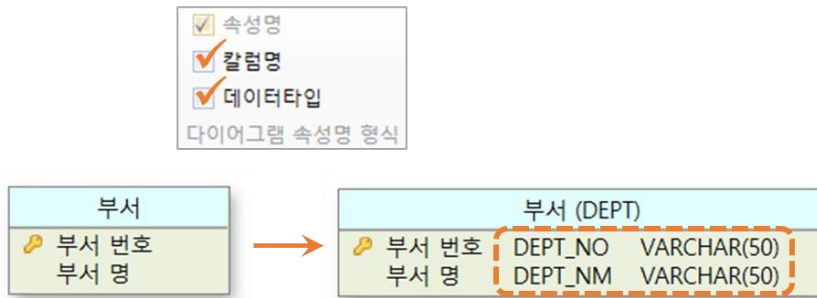 속성명
칼럼명
데이터타입
다이어그램 속성명 형식
부서
부서 번호
부서 명
부서 (DEPT)
부서 번호 DEPT_NO VARCHAR(50)
부서 명 DEPT_NM VARCHAR(50)